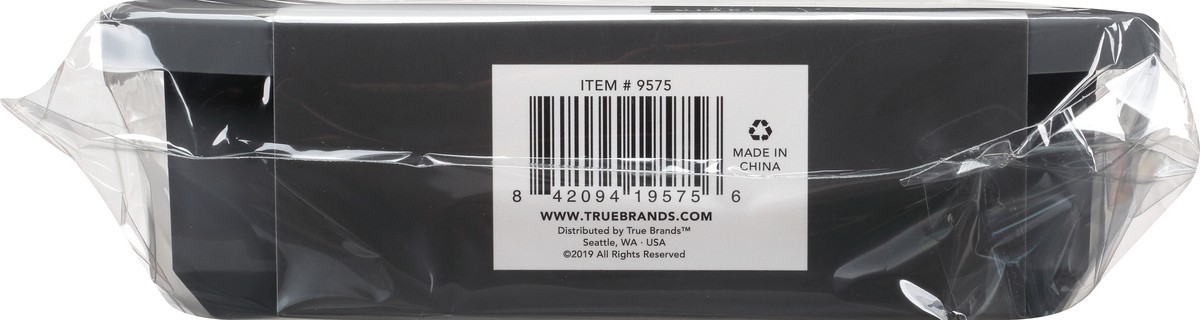 ITEM # 9575
MADE IN
CHINA
8 42094 19575 6
WWW.TRUEBRANDS.COM
Distributed by True Brands™
Seattle, WA · USA
©2019 All Rights Reserved